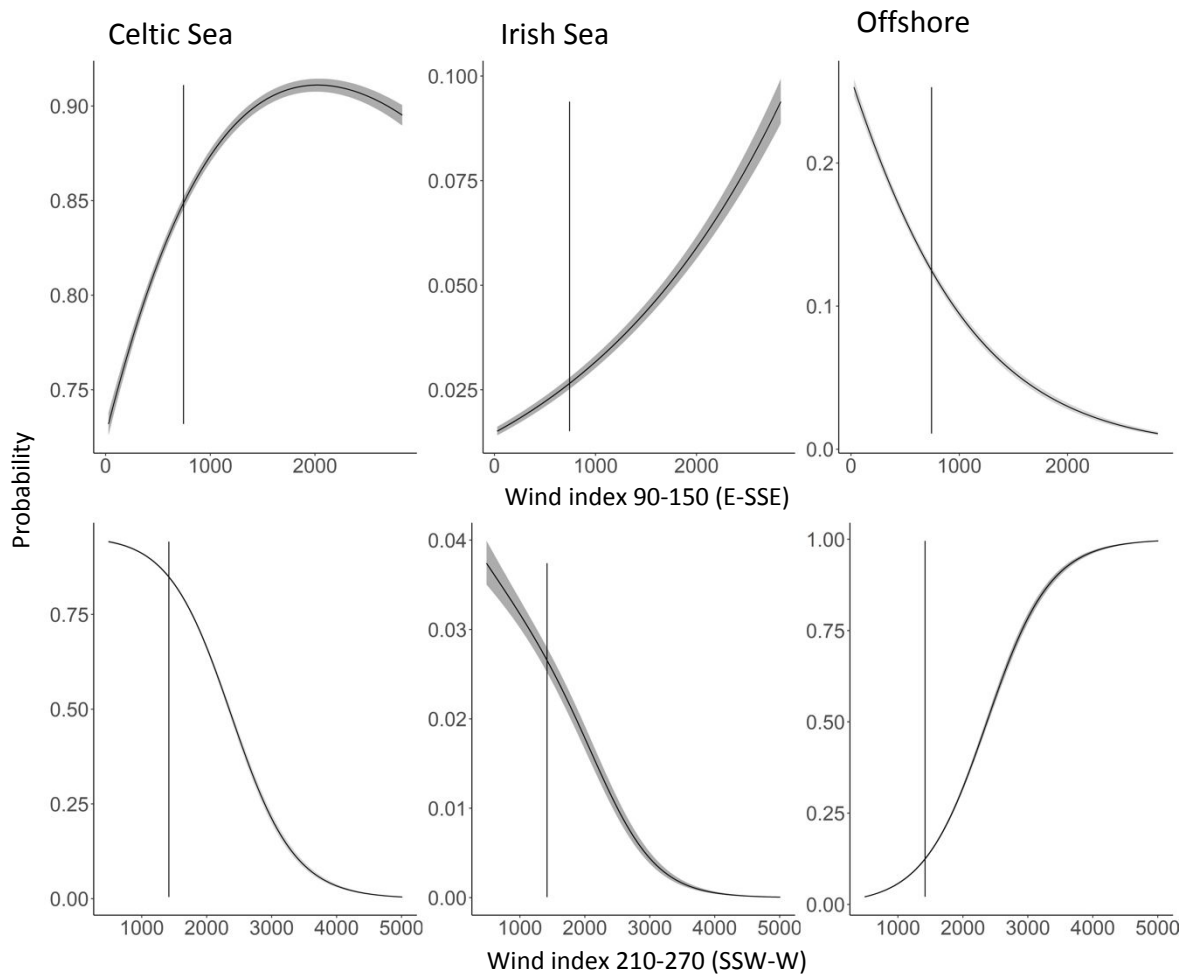 Celtic Sea
Irish Sea
Offshore
Probability
0.90
0.85
0.80
0.75
0 1000 2000
0.100
0.075
0.050
0.025
0 1000 2000
0.2
0.1
0.0
0 1000 2000
Wind index 90-150 (E-SSE)
0.75
0.50
0.25
0.00
1000 2000 3000 4000 5000
0.04
0.03
0.02
0.01
0.00
1000 2000 3000 4000 5000
1.00
0.75
0.50
0.25
0.00
1000 2000 3000 4000 5000
Wind index 210-270 (SSW-W)